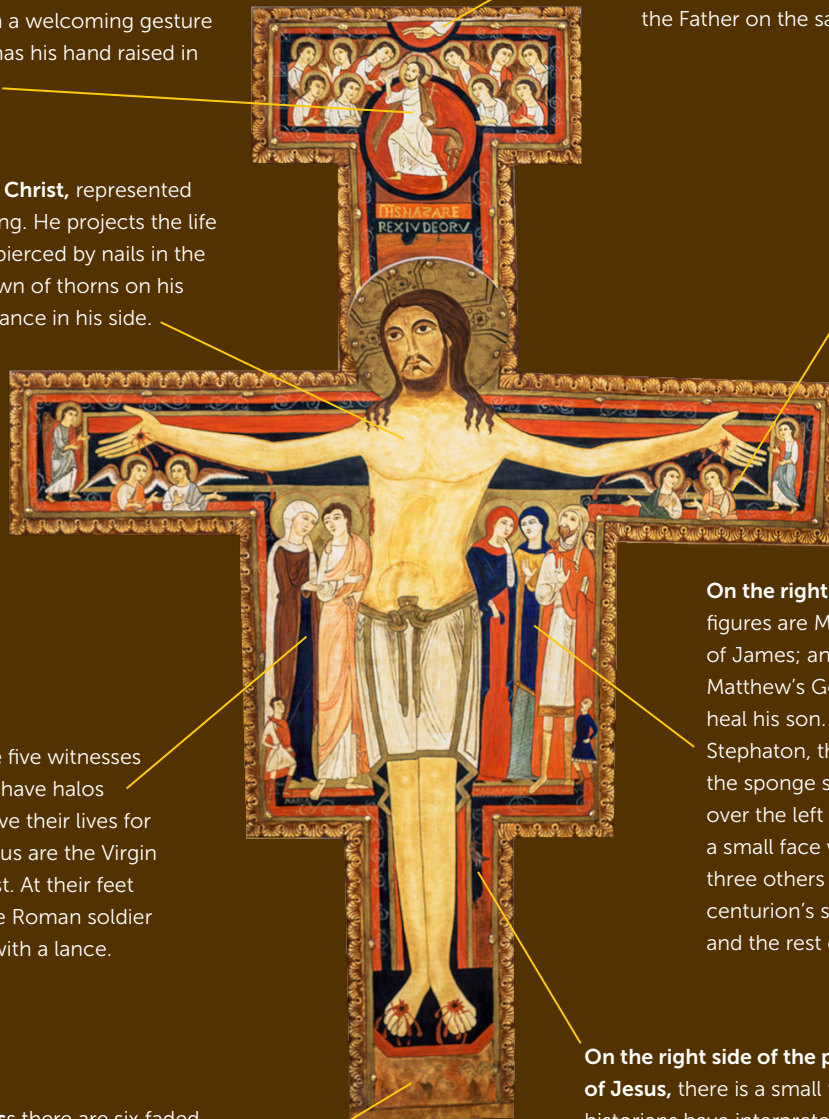 a welcoming gesture
has his hand raised in
the Father on the sa
Christ, represented
ng. He projects the life
pierced by nails in the
wn of thorns on his
ance in his side.
IHS NAZARE
REX IVDEORV
On the right
figures are M
of James; an
Matthew's G
heal his son.
Stephaton, th
the sponge s
over the left
a small face
three others
centurion's s
and the rest
five witnesses
have halos
ve their lives for
us are the Virgin
st. At their feet
e Roman soldier
with a lance.
MARIA
On the right side of the p
of Jesus, there is a small
historians have interprete
ss there are six faded